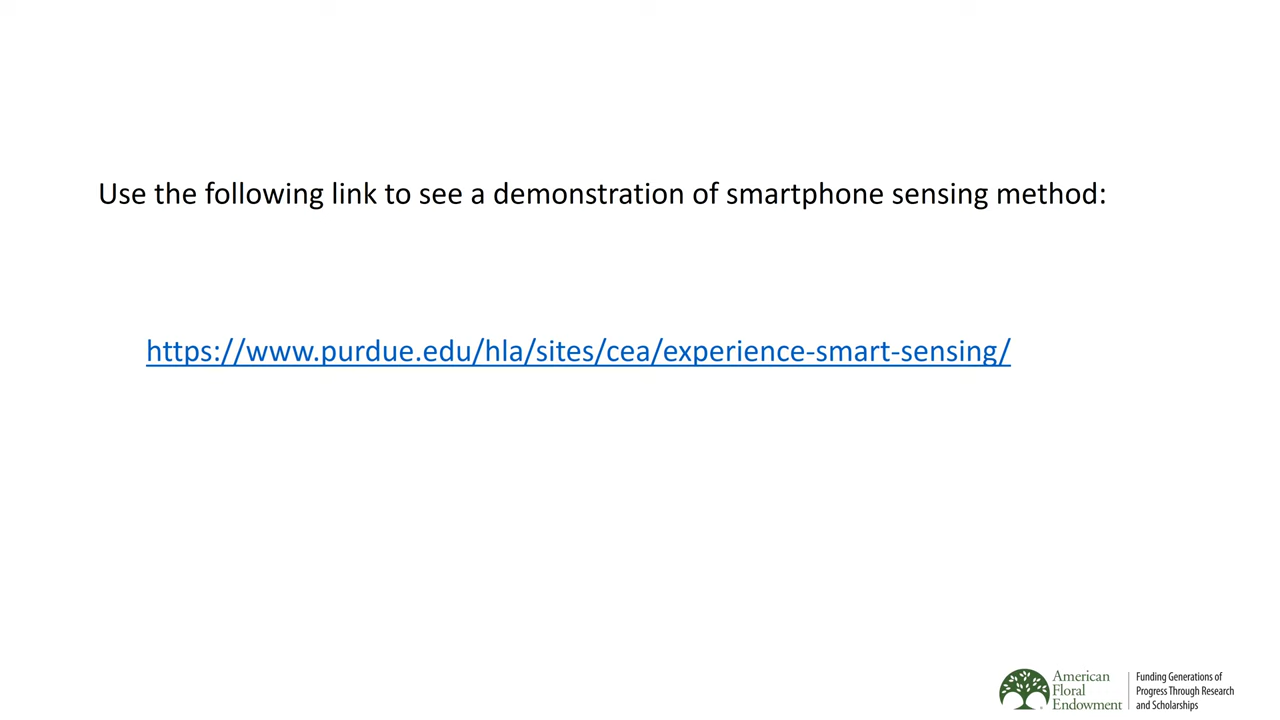 Use the following link to see a demonstration of smartphone sensing method:
https://www.purdue.edu/hla/sites/cea/experience-smart-sensing/
American
Floral
Endowment
Funding Generations of
Progress Through Research
and Scholarships